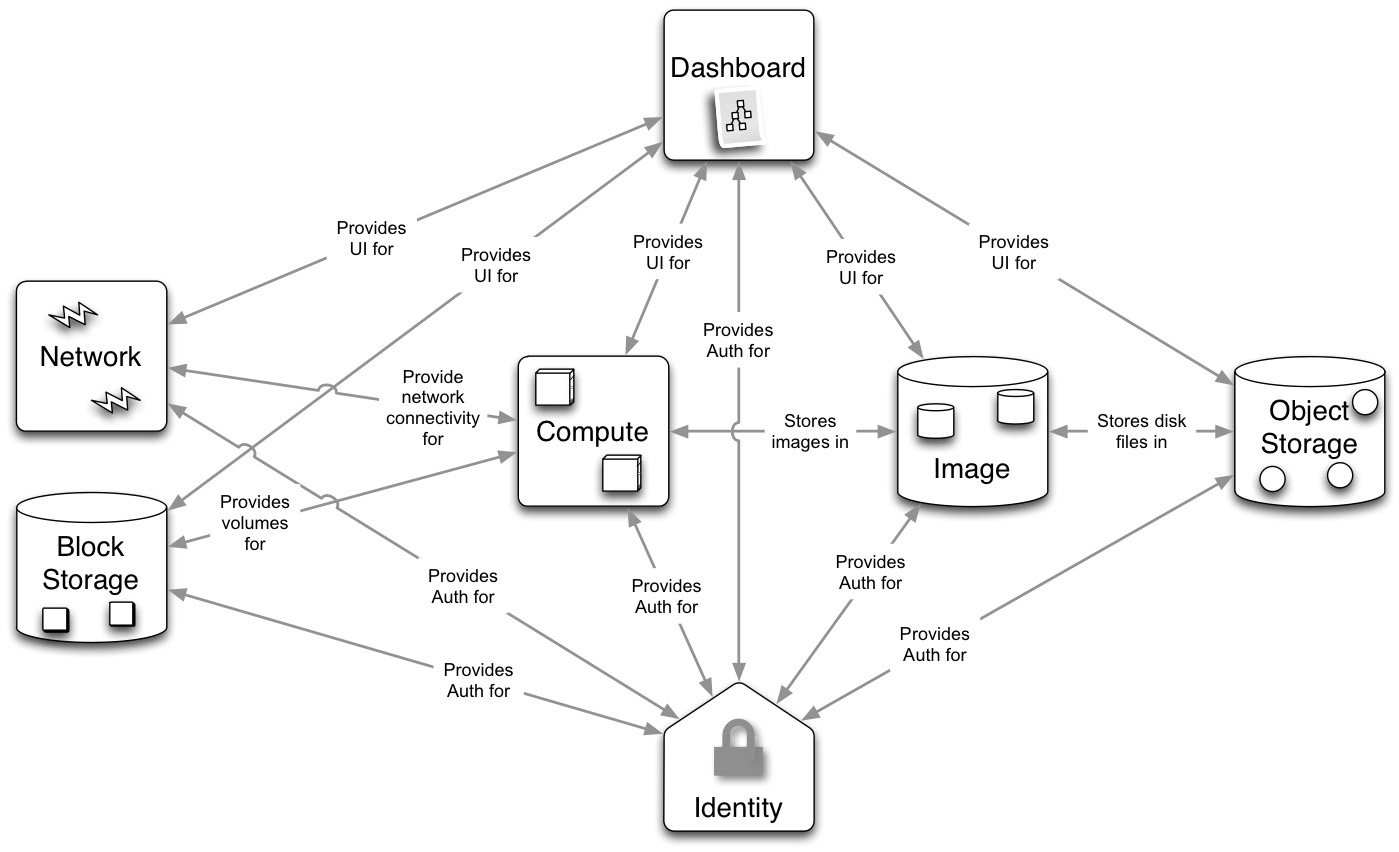 Dashboard
Provides
UI for
Provides
UI for
Provides
UI for
Provides
UI for
Provides
UI for
Network
Provides
Auth for
Provide
network
connectivity
for
Compute
Stores
images in
Image
Stores disk
files in
Object
Storage
Provides
volumes
for
Block
Storage
Provides
Auth for
Provides
Auth for
Provides
Auth for
Provides
Auth for
Provides
Auth for
Identity